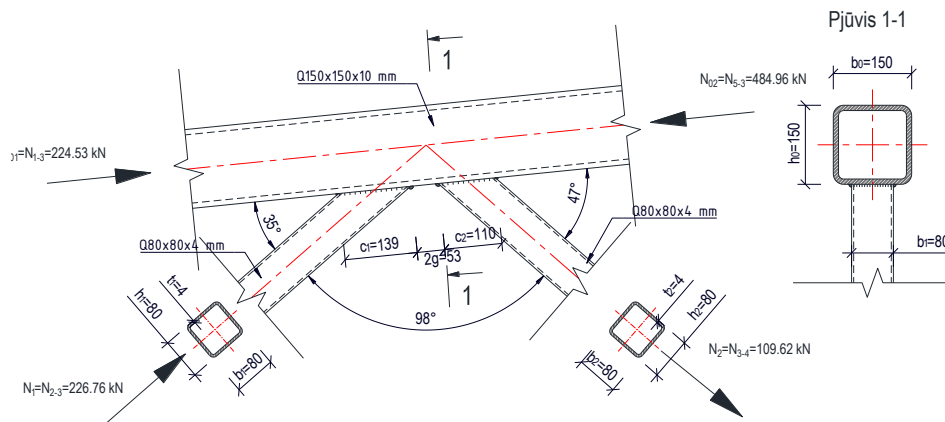 Pjūvis 1-1
1
Q150x150x10 mm
N02=N5-3=484.96 kN
b0=150
h0=150
01=N1-3=224.53 kN
35°
47°
Q80x80x4 mm
Q80x80x4 mm
c1=139
c2=110
2g=53
b1=80
1
98°
t1=4
h1=80
b1=80
t2=4
h2=80
b2=80
N2=N3-4=109.62 kN
N1=N2-3=226.76 kN